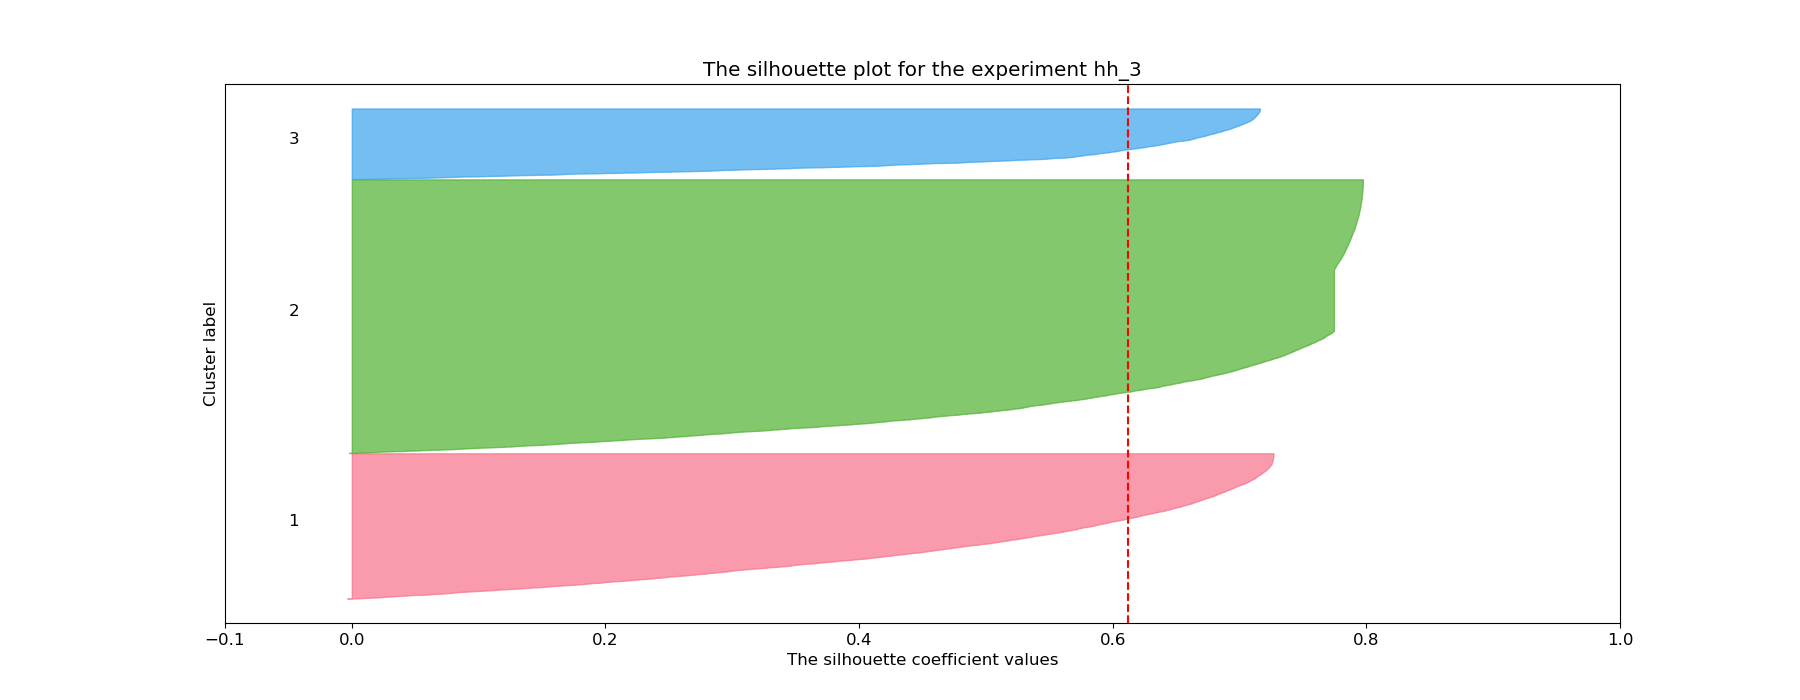 The silhouette plot for the experiment hh_3
3
2
1
Cluster label
−0.1 0.0 0.2 0.4 0.6 0.8 1.0
The silhouette coefficient values